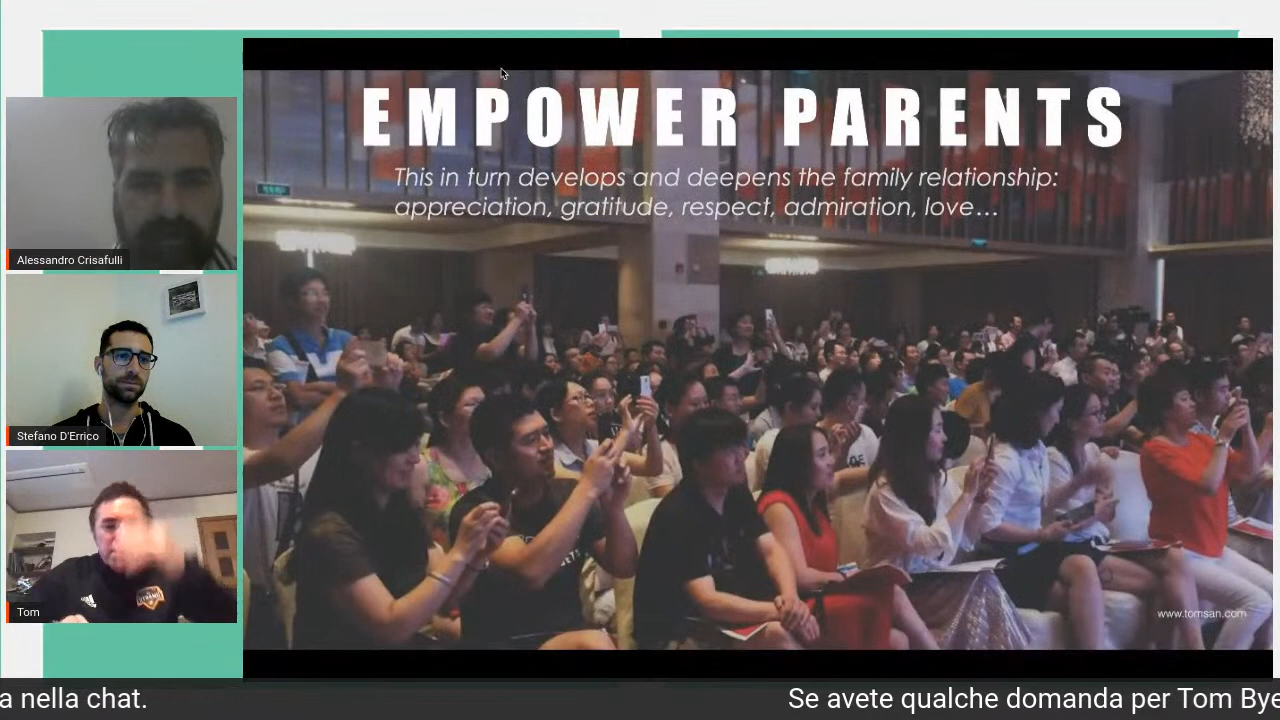 EMPOWER PARENTS
This in turn develops and deepens the family relationship:
appreciation, gratitude, respect, admiration, love...
Alessandro Crisafulli
Stefano D'Errico
Tom
www.tomsan.com
a nella chat.
Se avete qualche domanda per Tom Bye